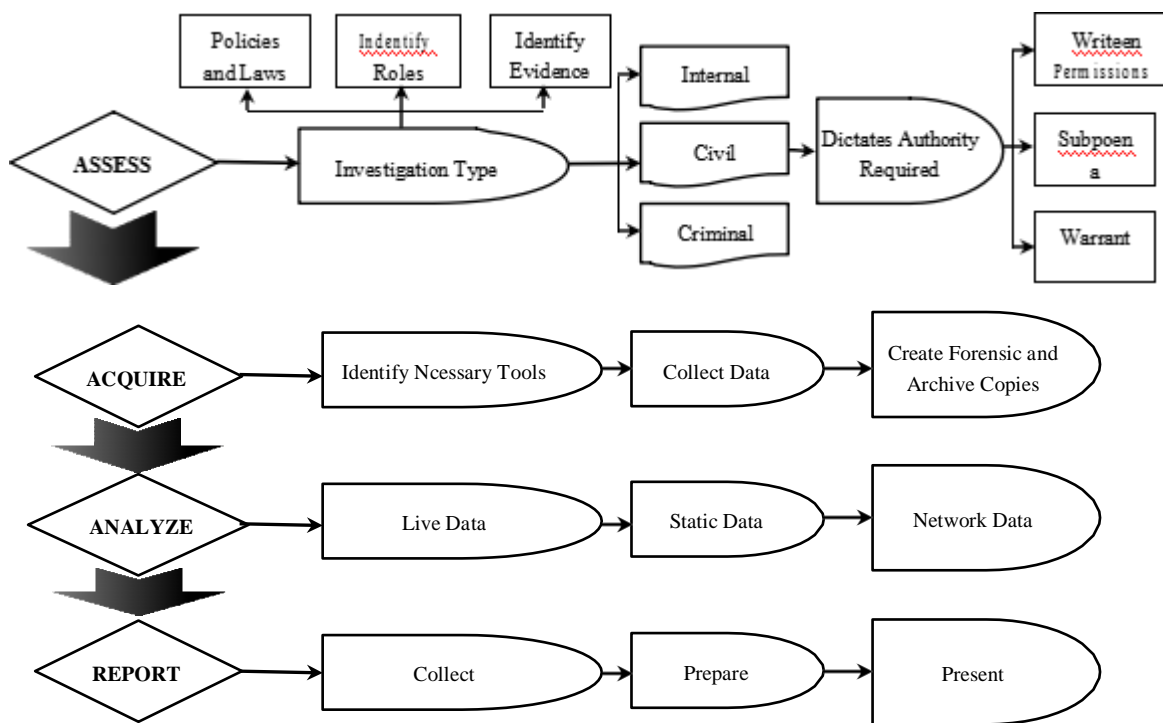 Policies
and Laws
Indentify
Roles
Identify
Evidence
Internal
Writeen
Permissions
ASSESS
Investigation Type
Civil
Dictates Authority
Required
Subpoen
a
Criminal
Warrant
ACQUIRE
Identify Ncessary Tools
Collect Data
Create Forensic and
Archive Copies
ANALYZE
Live Data
Static Data
Network Data
REPORT
Collect
Prepare
Present